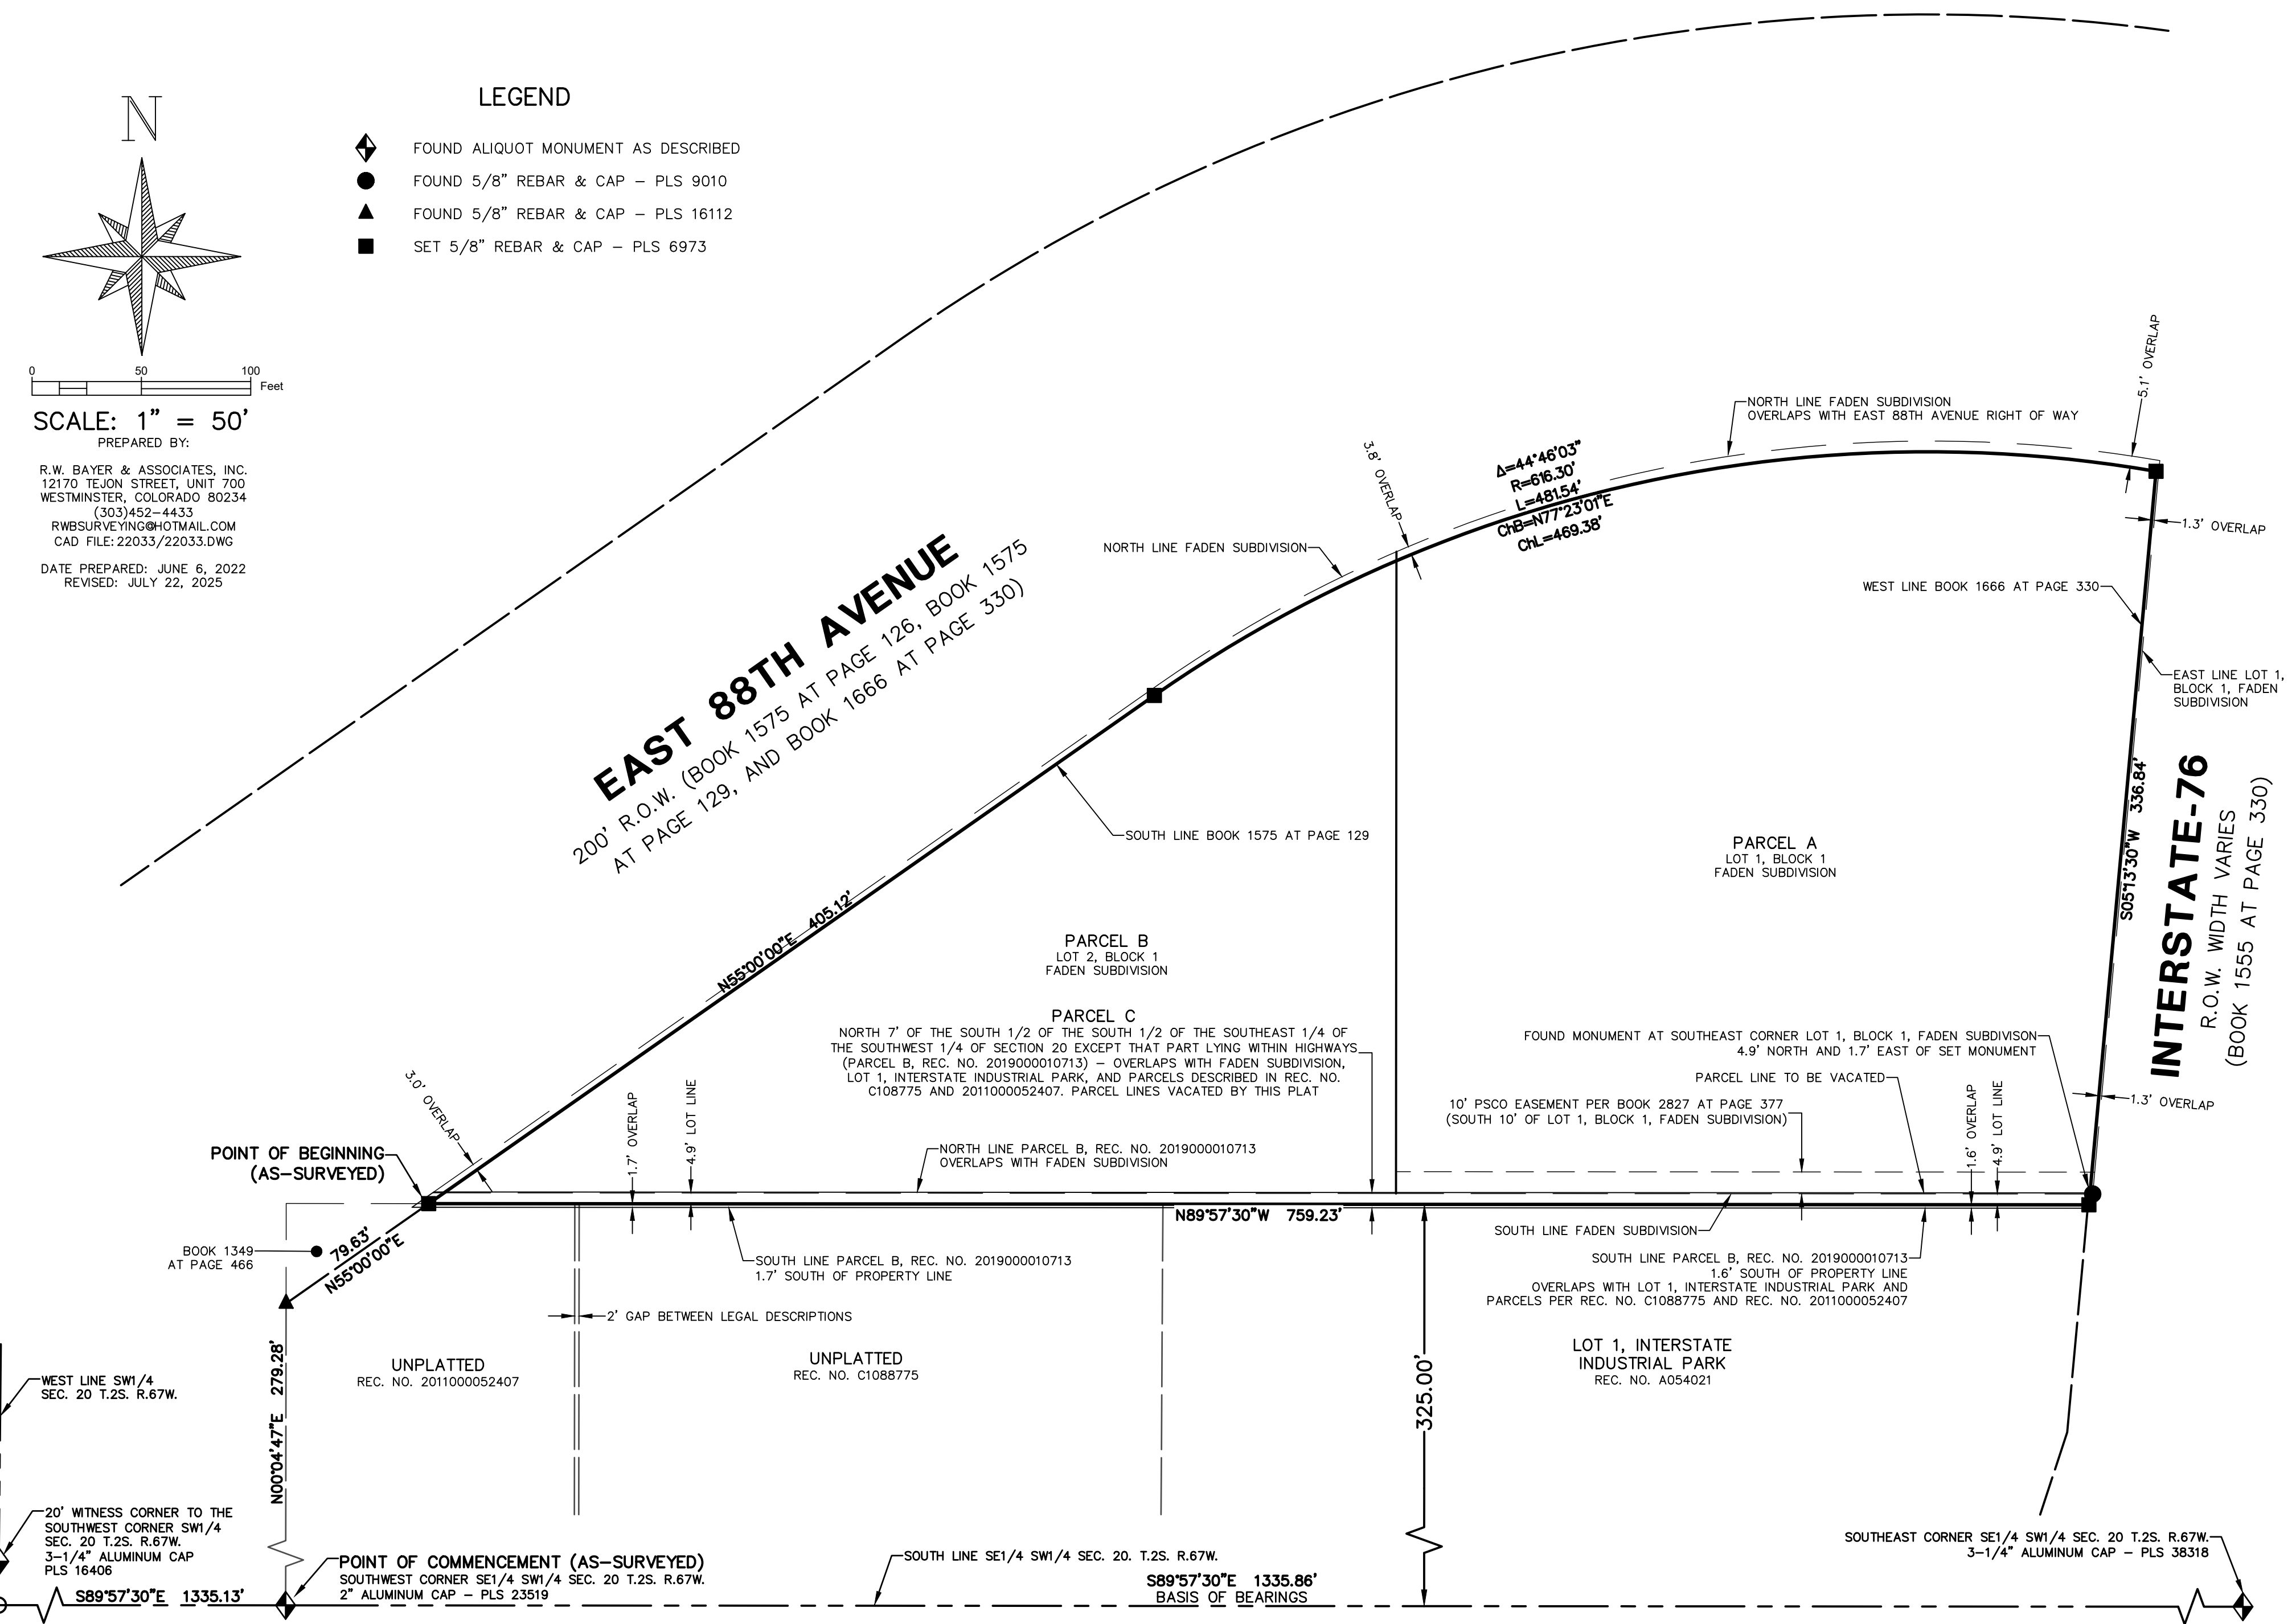 N
0
50
100
Feet
SCALE: 1” = 50’
PREPARED BY:
R.W. BAYER & ASSOCIATES, INC.
12170 TEJON STREET, UNIT 700
WESTMINSTER, COLORADO 80234
(303)452-4433
RWBSURVEYING@HOTMAIL.COM
CAD FILE: 22033/22033.DWG
DATE PREPARED: JUNE 6, 2022
REVISED: JULY 22, 2025
LEGEND
FOUND ALIQUOT MONUMENT AS DESCRIBED
FOUND 5/8” REBAR & CAP – PLS 9010
FOUND 5/8” REBAR & CAP – PLS 16112
SET 5/8” REBAR & CAP – PLS 6973
EAST 88TH AVENUE
200’ R.O.W. (BOOK 1575 AT PAGE 126, BOOK 1575
AT PAGE 129, AND BOOK 1666 AT PAGE 330)
5.1’ OVERLAP
NORTH LINE FADEN SUBDIVISION
OVERLAPS WITH EAST 88TH AVENUE RIGHT OF WAY
3.8’ OVERLAP
Δ=44°46’03”
R=616.30’
L=481.54’
ChB=N77°23’01”E
ChL=469.38’
1.3’ OVERLAP
NORTH LINE FADEN SUBDIVISION
WEST LINE BOOK 1666 AT PAGE 330
EAST LINE LOT 1,
BLOCK 1, FADEN
SUBDIVISION
SOUTH LINE BOOK 1575 AT PAGE 129
PARCEL A
LOT 1, BLOCK 1
FADEN SUBDIVISION
S05°13’30”W 336.84’
INTERSTATE-76
R.O.W. WIDTH VARIES
(BOOK 1555 AT PAGE 330)
N55°00’00”E 405.12’
PARCEL B
LOT 2, BLOCK 1
FADEN SUBDIVISION
PARCEL C
NORTH 7’ OF THE SOUTH 1/2 OF THE SOUTH 1/2 OF THE SOUTHEAST 1/4 OF
THE SOUTHWEST 1/4 OF SECTION 20 EXCEPT THAT PART LYING WITHIN HIGHWAYS
(PARCEL B, REC. NO. 2019000010713) – OVERLAPS WITH FADEN SUBDIVISION,
LOT 1, INTERSTATE INDUSTRIAL PARK, AND PARCELS DESCRIBED IN REC. NO.
C108775 AND 2011000052407. PARCEL LINES VACATED BY THIS PLAT
FOUND MONUMENT AT SOUTHEAST CORNER LOT 1, BLOCK 1, FADEN SUBDIVISON
4.9’ NORTH AND 1.7’ EAST OF SET MONUMENT
PARCEL LINE TO BE VACATED
10’ PSCO EASEMENT PER BOOK 2827 AT PAGE 377
(SOUTH 10’ OF LOT 1, BLOCK 1, FADEN SUBDIVISION)
1.6’ OVERLAP
4.9’ LOT LINE
1.3’ OVERLAP
3.0’ OVERLAP
1.7’ OVERLAP
4.9’ LOT LINE
POINT OF BEGINNING
(AS-SURVEYED)
NORTH LINE PARCEL B, REC. NO. 2019000010713
OVERLAPS WITH FADEN SUBDIVISION
N89°57’30”W 759.23’
SOUTH LINE FADEN SUBDIVISION
BOOK 1349
AT PAGE 466
79.63’
N55°00’00”E
SOUTH LINE PARCEL B, REC. NO. 2019000010713
1.7’ SOUTH OF PROPERTY LINE
SOUTH LINE PARCEL B, REC. NO. 2019000010713
1.6’ SOUTH OF PROPERTY LINE
OVERLAPS WITH LOT 1, INTERSTATE INDUSTRIAL PARK AND
PARCELS PER REC. NO. C1088775 AND REC. NO. 2011000052407
2’ GAP BETWEEN LEGAL DESCRIPTIONS
UNPLATTED
REC. NO. 2011000052407
UNPLATTED
REC. NO. C1088775
LOT 1, INTERSTATE
INDUSTRIAL PARK
REC. NO. A054021
325.00’
N00°04’47”E 279.28’
WEST LINE SW1/4
SEC. 20 T.2S. R.67W.
20’ WITNESS CORNER TO THE
SOUTHWEST CORNER SW1/4
SEC. 20 T.2S. R.67W.
3-1/4” ALUMINUM CAP
PLS 16406
S89°57’30”E 1335.13’
POINT OF COMMENCEMENT (AS-SURVEYED)
SOUTHWEST CORNER SE1/4 SW1/4 SEC. 20 T.2S. R.67W.
2” ALUMINUM CAP – PLS 23519
SOUTH LINE SE1/4 SW1/4 SEC. 20. T.2S. R.67W.
S89°57’30”E 1335.86’
BASIS OF BEARINGS
SOUTHEAST CORNER SE1/4 SW1/4 SEC. 20 T.2S. R.67W.
3-1/4” ALUMINUM CAP – PLS 38318